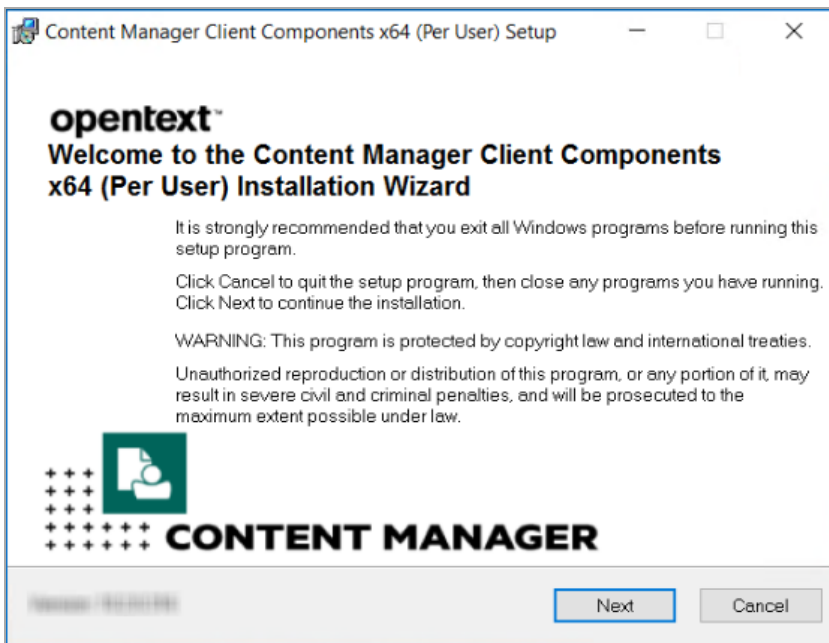 Content Manager Client Components x64 (Per User) Setup
opentext™
Welcome to the Content Manager Client Components
x64 (Per User) Installation Wizard
It is strongly recommended that you exit all Windows programs before running this
setup program.
Click Cancel to quit the setup program, then close any programs you have running.
Click Next to continue the installation.
WARNING: This program is protected by copyright law and international treaties.
Unauthorized reproduction or distribution of this program, or any portion of it, may
result in severe civil and criminal penalties, and will be prosecuted to the
maximum extent possible under law.
CONTENT MANAGER
Next Cancel